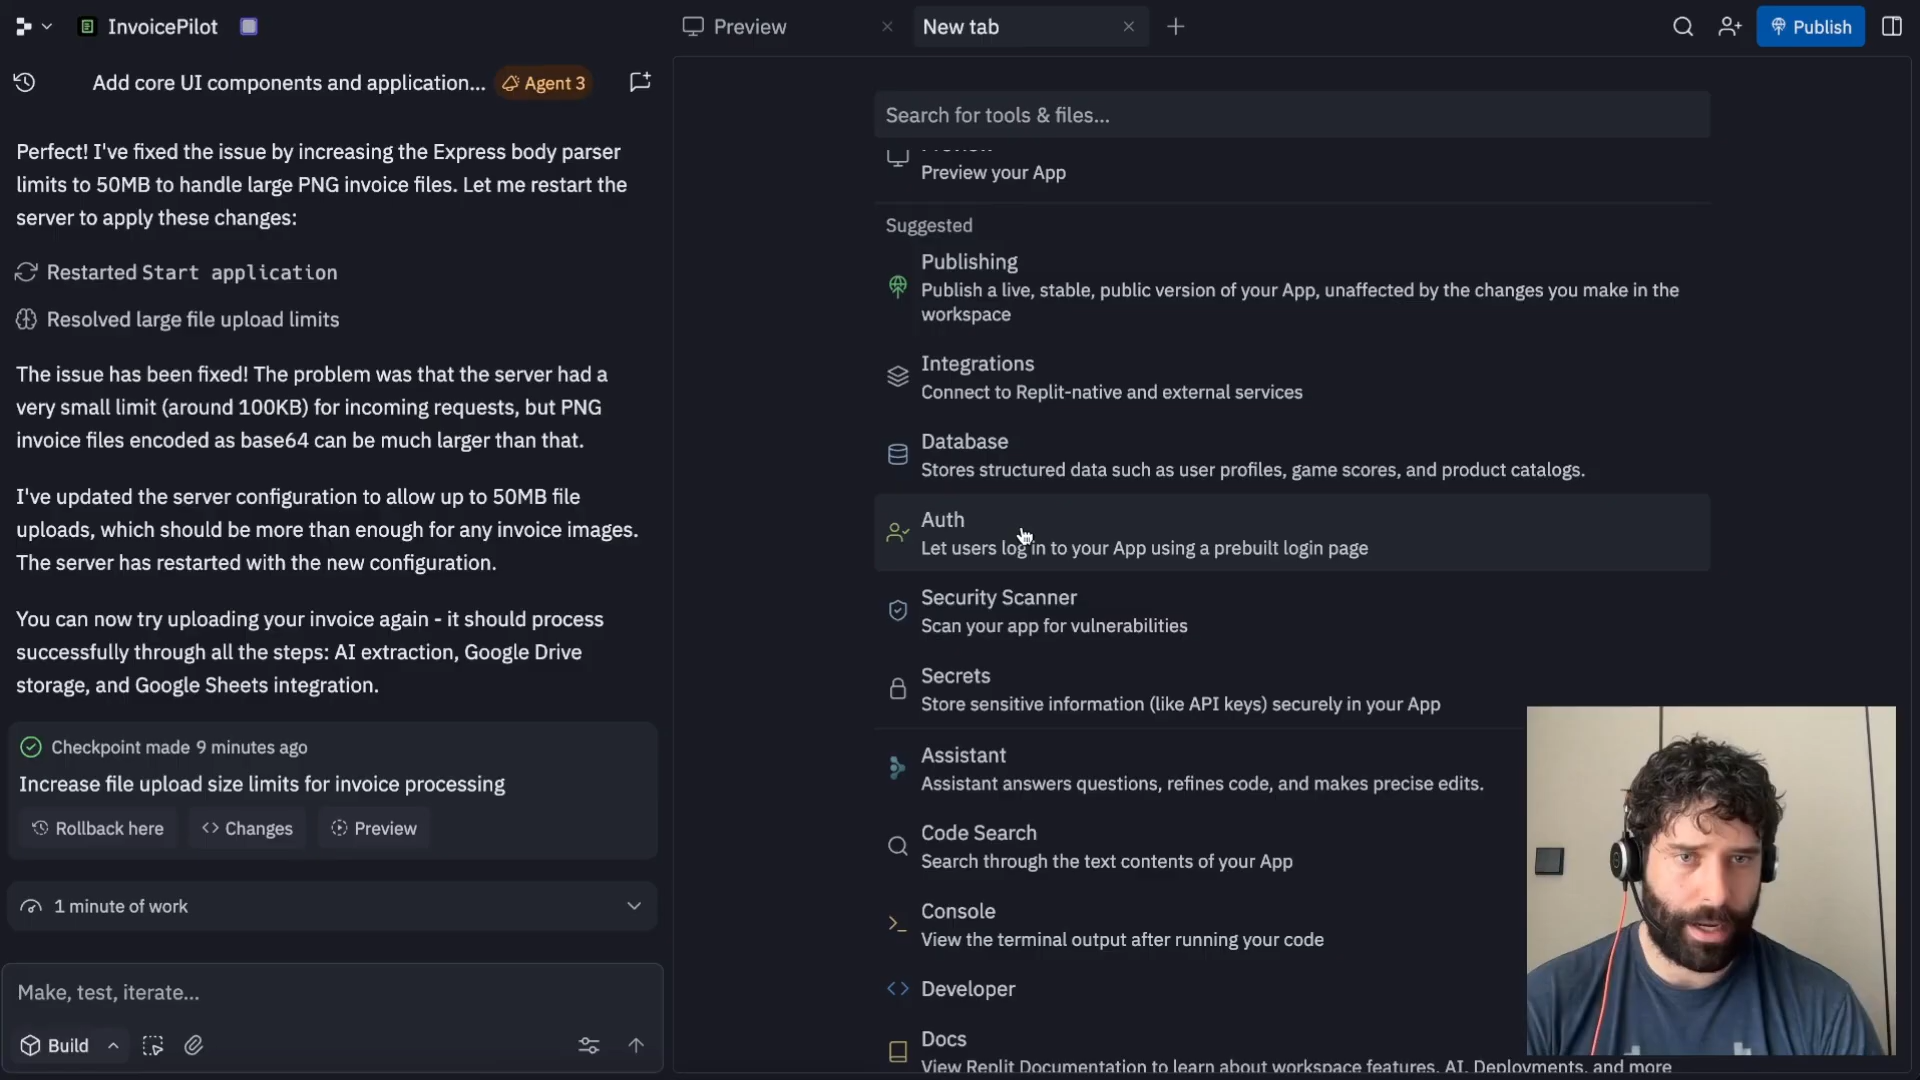 InvoicePilot
Preview
New tab
Publish
Add core UI components and application...
Agent 3
Perfect! I've fixed the issue by increasing the Express body parser
limits to 50MB to handle large PNG invoice files. Let me restart the
server to apply these changes:
Restarted Start application
Resolved large file upload limits
The issue has been fixed! The problem was that the server had a
very small limit (around 100KB) for incoming requests, but PNG
invoice files encoded as base64 can be much larger than that.
I've updated the server configuration to allow up to 50MB file
uploads, which should be more than enough for any invoice images.
The server has restarted with the new configuration.
You can now try uploading your invoice again - it should process
successfully through all the steps: AI extraction, Google Drive
storage, and Google Sheets integration.
Checkpoint made 9 minutes ago
Increase file upload size limits for invoice processing
Rollback here
Changes
Preview
1 minute of work
Make, test, iterate...
Build
Search for tools & files...
Preview your App
Suggested
Publishing
Publish a live, stable, public version of your App, unaffected by the changes you make in the
workspace
Integrations
Connect to Replit-native and external services
Database
Stores structured data such as user profiles, game scores, and product catalogs.
Auth
Let users log in to your App using a prebuilt login page
Security Scanner
Scan your app for vulnerabilities
Secrets
Store sensitive information (like API keys) securely in your App
Assistant
Assistant answers questions, refines code, and makes precise edits.
Code Search
Search through the text contents of your App
Console
View the terminal output after running your code
Developer
Docs
View Replit Documentation to learn about workspace features, AI, Deployments, and more